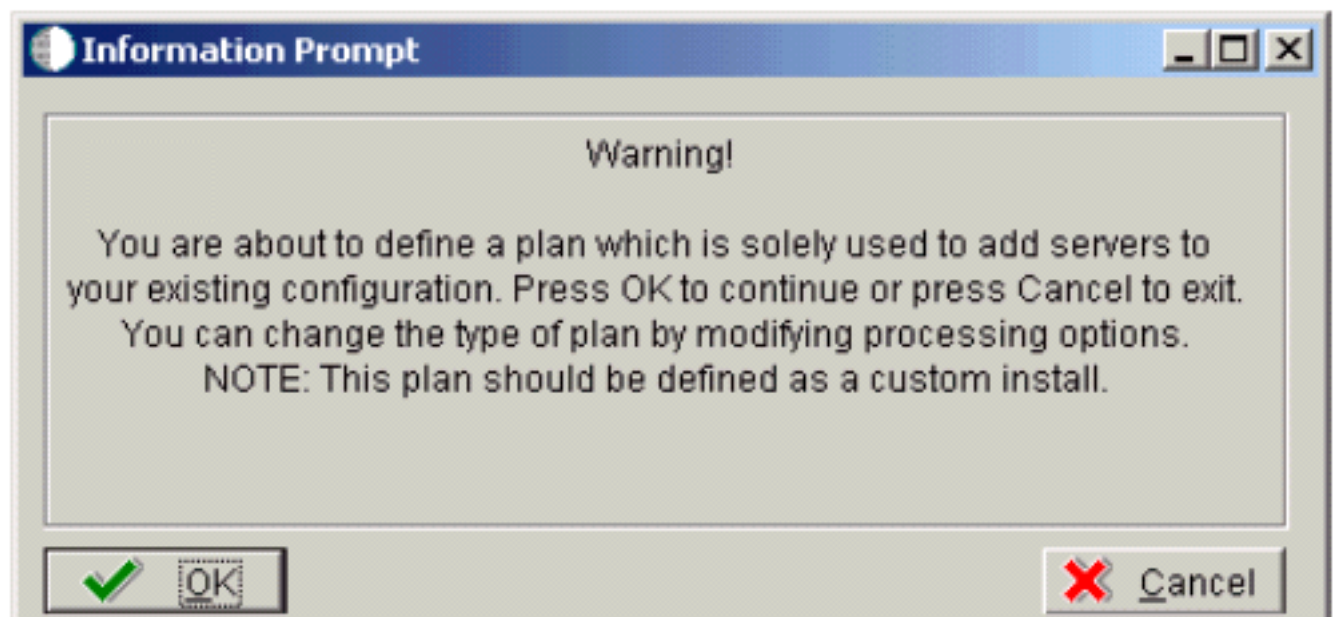 Information Prompt
Warning!
You are about to define a plan which is solely used to add servers to
your existing configuration. Press OK to continue or press Cancel to exit.
You can change the type of plan by modifying processing options.
NOTE: This plan should be defined as a custom install.
OK
Cancel